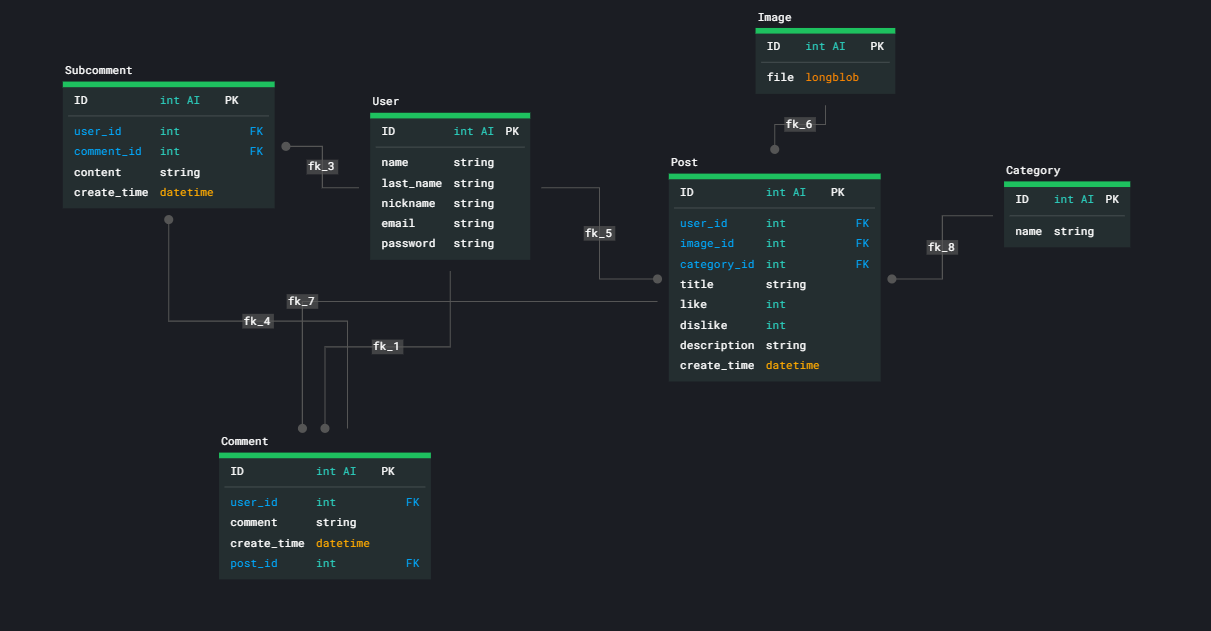 Image
ID int AI PK
file longblob
Subcomment
ID int AI PK
user_id int FK
comment_id int FK
content string
create_time datetime
User
ID int AI PK
name string
last_name string
nickname string
email string
password string
fk_6
fk_3
Post
ID int AI PK
user_id int FK
image_id int FK
category_id int FK
title string
like int
dislike int
description string
create_time datetime
Category
ID int AI PK
name string
fk_5
fk_8
fk_7
fk_4
fk_1
Comment
ID int AI PK
user_id int FK
comment string
create_time datetime
post_id int FK